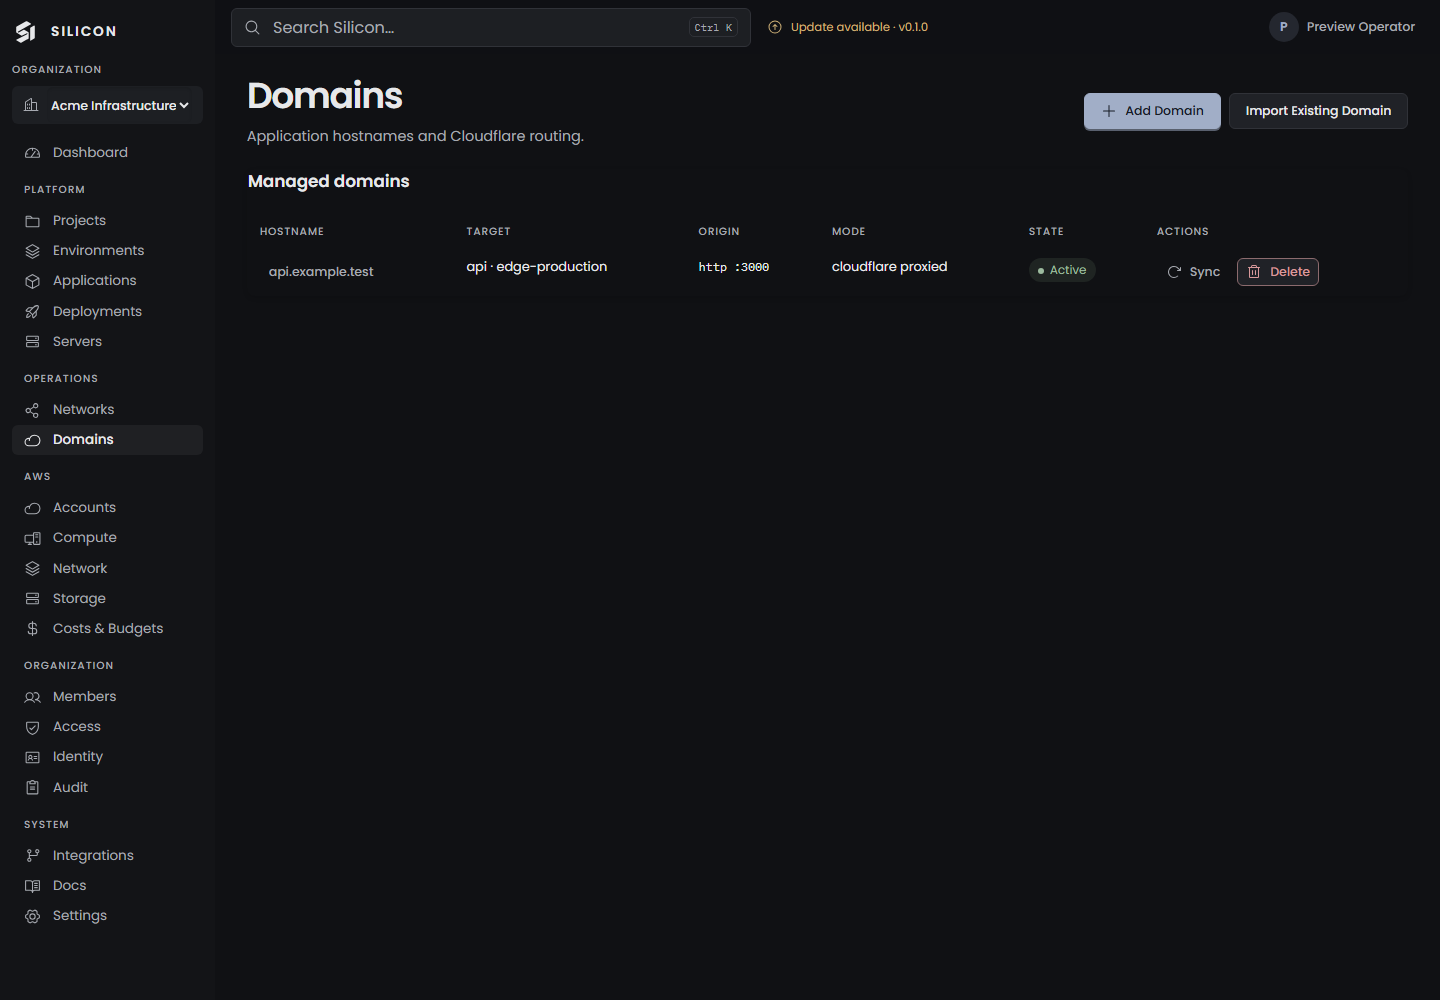 SILICON
Search Silicon...
Ctrl K
Update available · v0.1.0
P
Preview Operator
ORGANIZATION
Acme Infrastructure
Dashboard
PLATFORM
Projects
Environments
Applications
Deployments
Servers
OPERATIONS
Networks
Domains
AWS
Accounts
Compute
Network
Storage
Costs & Budgets
ORGANIZATION
Members
Access
Identity
Audit
SYSTEM
Integrations
Docs
Settings
Domains
Application hostnames and Cloudflare routing.
Add Domain
Import Existing Domain
Managed domains
HOSTNAME TARGET ORIGIN MODE STATE ACTIONS
api.example.test api · edge-production http :3000 cloudflare proxied Active Sync Delete